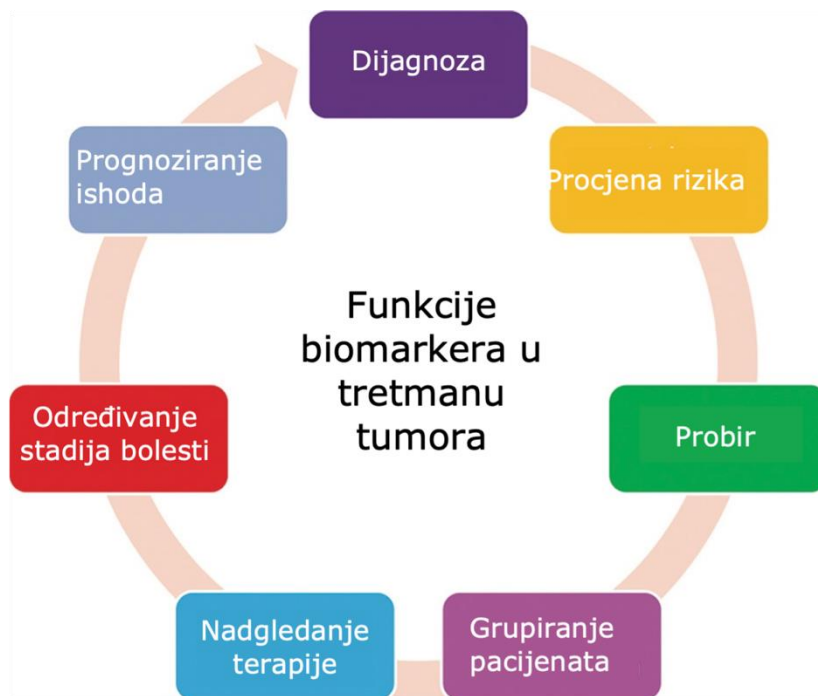 Dijagnoza
Procjena rizika
Probir
Grupiranje
pacijenata
Nadgledanje
terapije
Određivanje
stadija bolesti
Prognoziranje
ishoda
Funkcije
biomarkera u
tretmanu
tumora